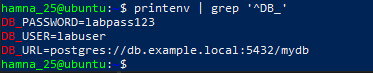 hamna_25@ubuntu:~$ printenv | grep '^DB_'
DB_PASSWORD=labpass123
DB_USER=labuser
DB_URL=postgres://db.example.local:5432/mydb
hamna_25@ubuntu:~$